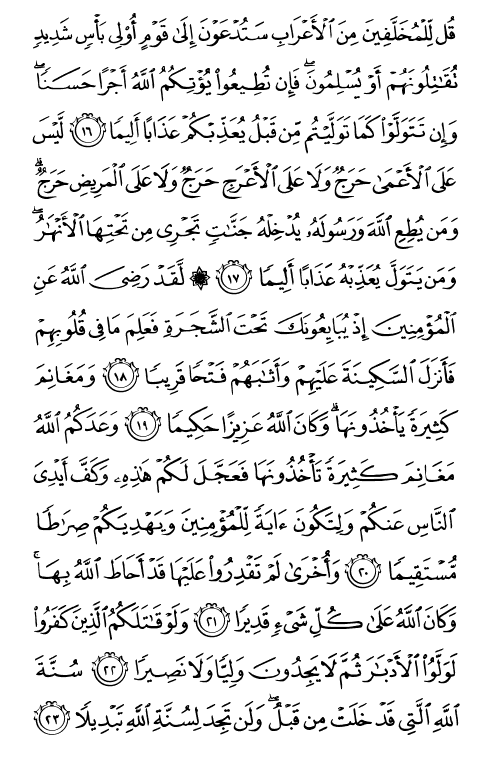 قُل لِّلْمُخَلَّفِينَ مِنَ ٱلْأَعْرَابِ سَتُدْعَوْنَ إِلَىٰ قَوْمٍ أُو۟لِى بَأْسٍ شَدِيدٍ
تُقَـٰتِلُونَهُمْ أَوْ يُسْلِمُونَ ۖ فَإِن تُطِيعُوا۟ يُؤْتِكُمُ ٱللَّهُ أَجْرًا حَسَنًا ۖ
وَإِن تَتَوَلَّوْا۟ كَمَا تَوَلَّيْتُم مِّن قَبْلُ يُعَذِّبْكُمْ عَذَابًا أَلِيمًا ١٦ لَّيْسَ
عَلَى ٱلْأَعْمَىٰ حَرَجٌ وَلَا عَلَى ٱلْأَعْرَجِ حَرَجٌ وَلَا عَلَى ٱلْمَرِيضِ حَرَجٌ ۗ
وَمَن يُطِعِ ٱللَّهَ وَرَسُولَهُۥ يُدْخِلْهُ جَنَّـٰتٍ تَجْرِى مِن تَحْتِهَا ٱلْأَنْهَـٰرُ ۖ
وَمَن يَتَوَلَّ يُعَذِّبْهُ عَذَابًا أَلِيمًا ١٧ ۞ لَّقَدْ رَضِىَ ٱللَّهُ عَنِ
ٱلْمُؤْمِنِينَ إِذْ يُبَايِعُونَكَ تَحْتَ ٱلشَّجَرَةِ فَعَلِمَ مَا فِى قُلُوبِهِمْ
فَأَنزَلَ ٱلسَّكِينَةَ عَلَيْهِمْ وَأَثَـٰبَهُمْ فَتْحًا قَرِيبًا ١٨ وَمَغَانِمَ
كَثِيرَةً يَأْخُذُونَهَا ۗ وَكَانَ ٱللَّهُ عَزِيزًا حَكِيمًا ١٩ وَعَدَكُمُ ٱللَّهُ
مَغَانِمَ كَثِيرَةً تَأْخُذُونَهَا فَعَجَّلَ لَكُمْ هَـٰذِهِۦ وَكَفَّ أَيْدِىَ
ٱلنَّاسِ عَنكُمْ وَلِتَكُونَ ءَايَةً لِّلْمُؤْمِنِينَ وَيَهْدِيَكُمْ صِرَٰطًا
مُّسْتَقِيمًا ٢٠ وَأُخْرَىٰ لَمْ تَقْدِرُوا۟ عَلَيْهَا قَدْ أَحَاطَ ٱللَّهُ بِهَا ۚ
وَكَانَ ٱللَّهُ عَلَىٰ كُلِّ شَىْءٍ قَدِيرًا ٢١ وَلَوْ قَـٰتَلَكُمُ ٱلَّذِينَ كَفَرُوا۟
لَوَلَّوُا۟ ٱلْأَدْبَـٰرَ ثُمَّ لَا يَجِدُونَ وَلِيًّا وَلَا نَصِيرًا ٢٢ سُنَّةَ
ٱللَّهِ ٱلَّتِى قَدْ خَلَتْ مِن قَبْلُ ۖ وَلَن تَجِدَ لِسُنَّةِ ٱللَّهِ تَبْدِيلًا ٢٣